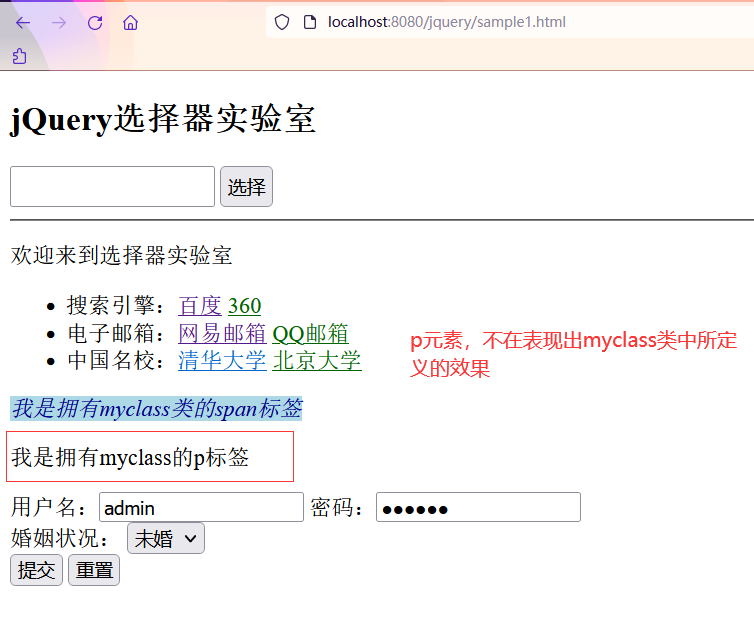 localhost:8080/jquery/sample1.html
jQuery选择器实验室
选择
欢迎来到选择器实验室
搜索引擎：百度 360
电子邮箱：网易邮箱 QQ邮箱
中国名校：清华大学 北京大学
p元素，不在表现出myclass类中所定
义的效果
我是拥有myclass类的span标签
我是拥有myclass的p标签
用户名：admin 密码：●●●●●●
婚姻状况： 未婚
提交 重置